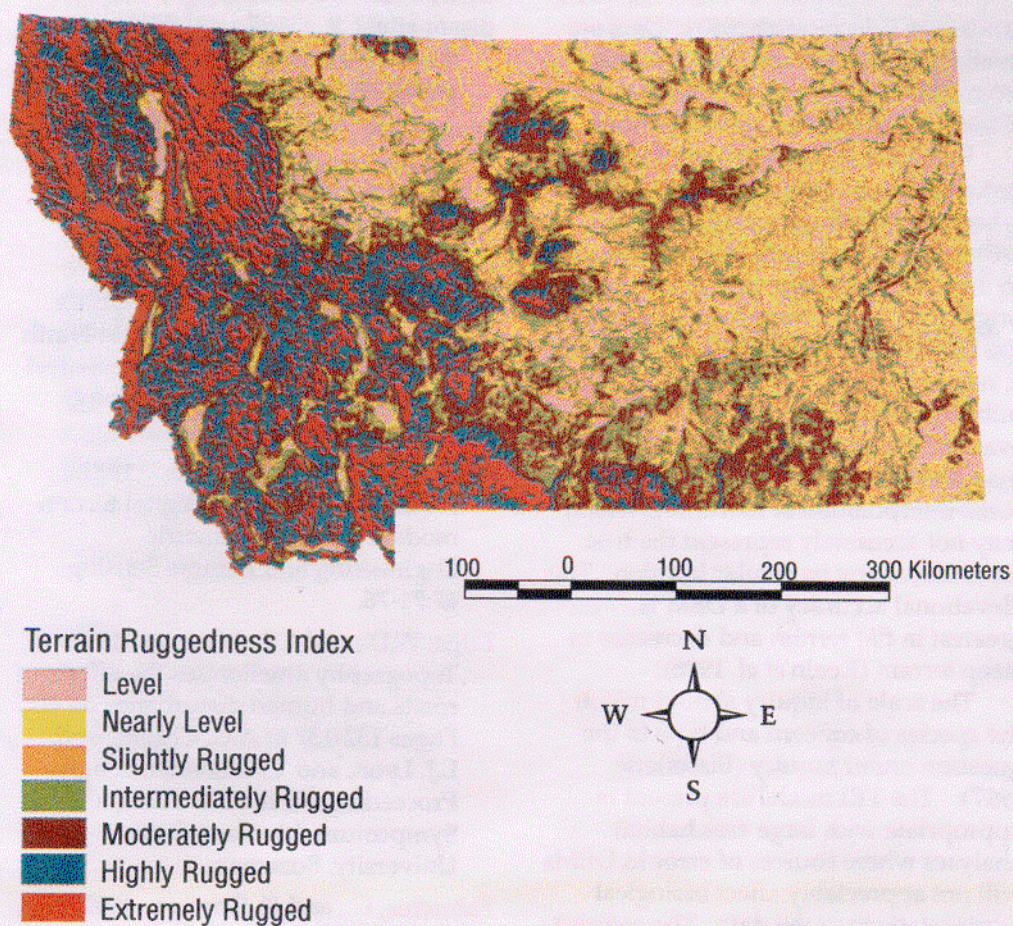 100 0 100 200 300 Kilometers
Terrain Ruggedness Index
Level
Nearly Level
Slightly Rugged
Intermediately Rugged
Moderately Rugged
Highly Rugged
Extremely Rugged
N
W E
S